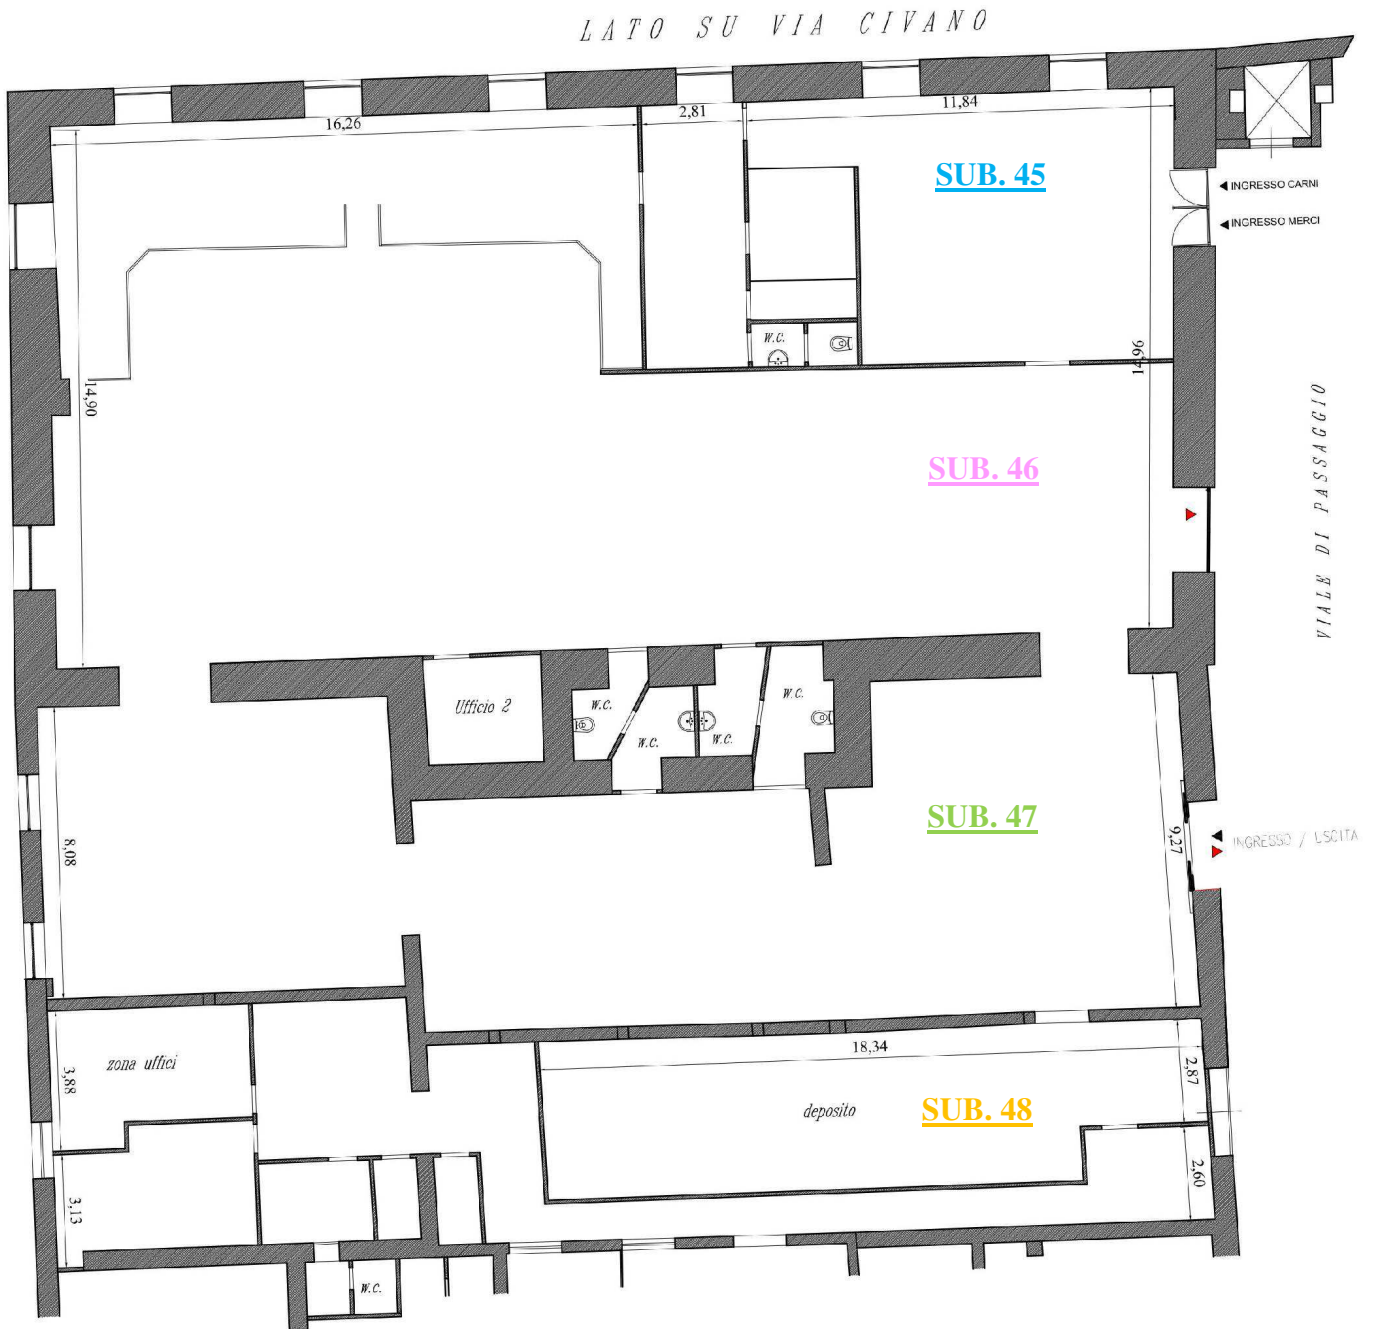 LATO SU VIA CIVANO
16,26
2,81
11,84
SUB. 45
INGRESSO CARNI
INGRESSO MERCI
W.C.
14,96
14,90
VIALE DI PASSAGGIO
SUB. 46
Ufficio 2
W.C.
W.C.
W.C.
W.C.
SUB. 47
8,08
9,27
INGRESSO / USCITA
zona uffici
18,34
3,88
2,87
deposito
SUB. 48
2,60
3,13
W.C.